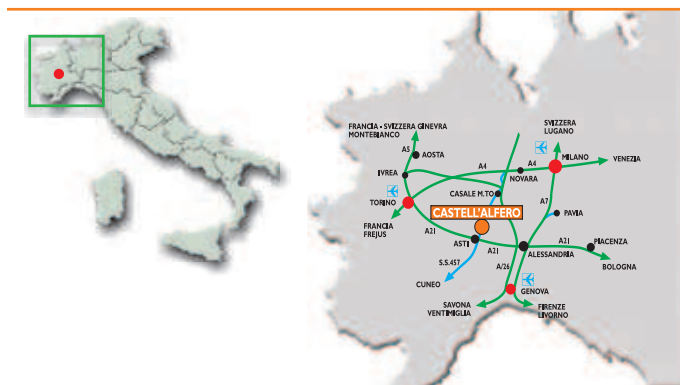 FRANCIA - SVIZZERA GINEVRA
MONTEBIANCO
SVIZZERA
LUGANO
A5
AOSTA
MILANO
VENEZIA
A4
A4
IVREA
NOVARA
TORINO
CASALE M.TO
A7
PAVIA
CASTELL'ALFERO
FRANCIA
FREJUS
A21
ASTI
A21
A21
PIACENZA
ALESSANDRIA
BOLOGNA
S.S.457
A/26
CUNEO
GENOVA
SAVONA
VENTIMIGLIA
FIRENZE
LIVORNO